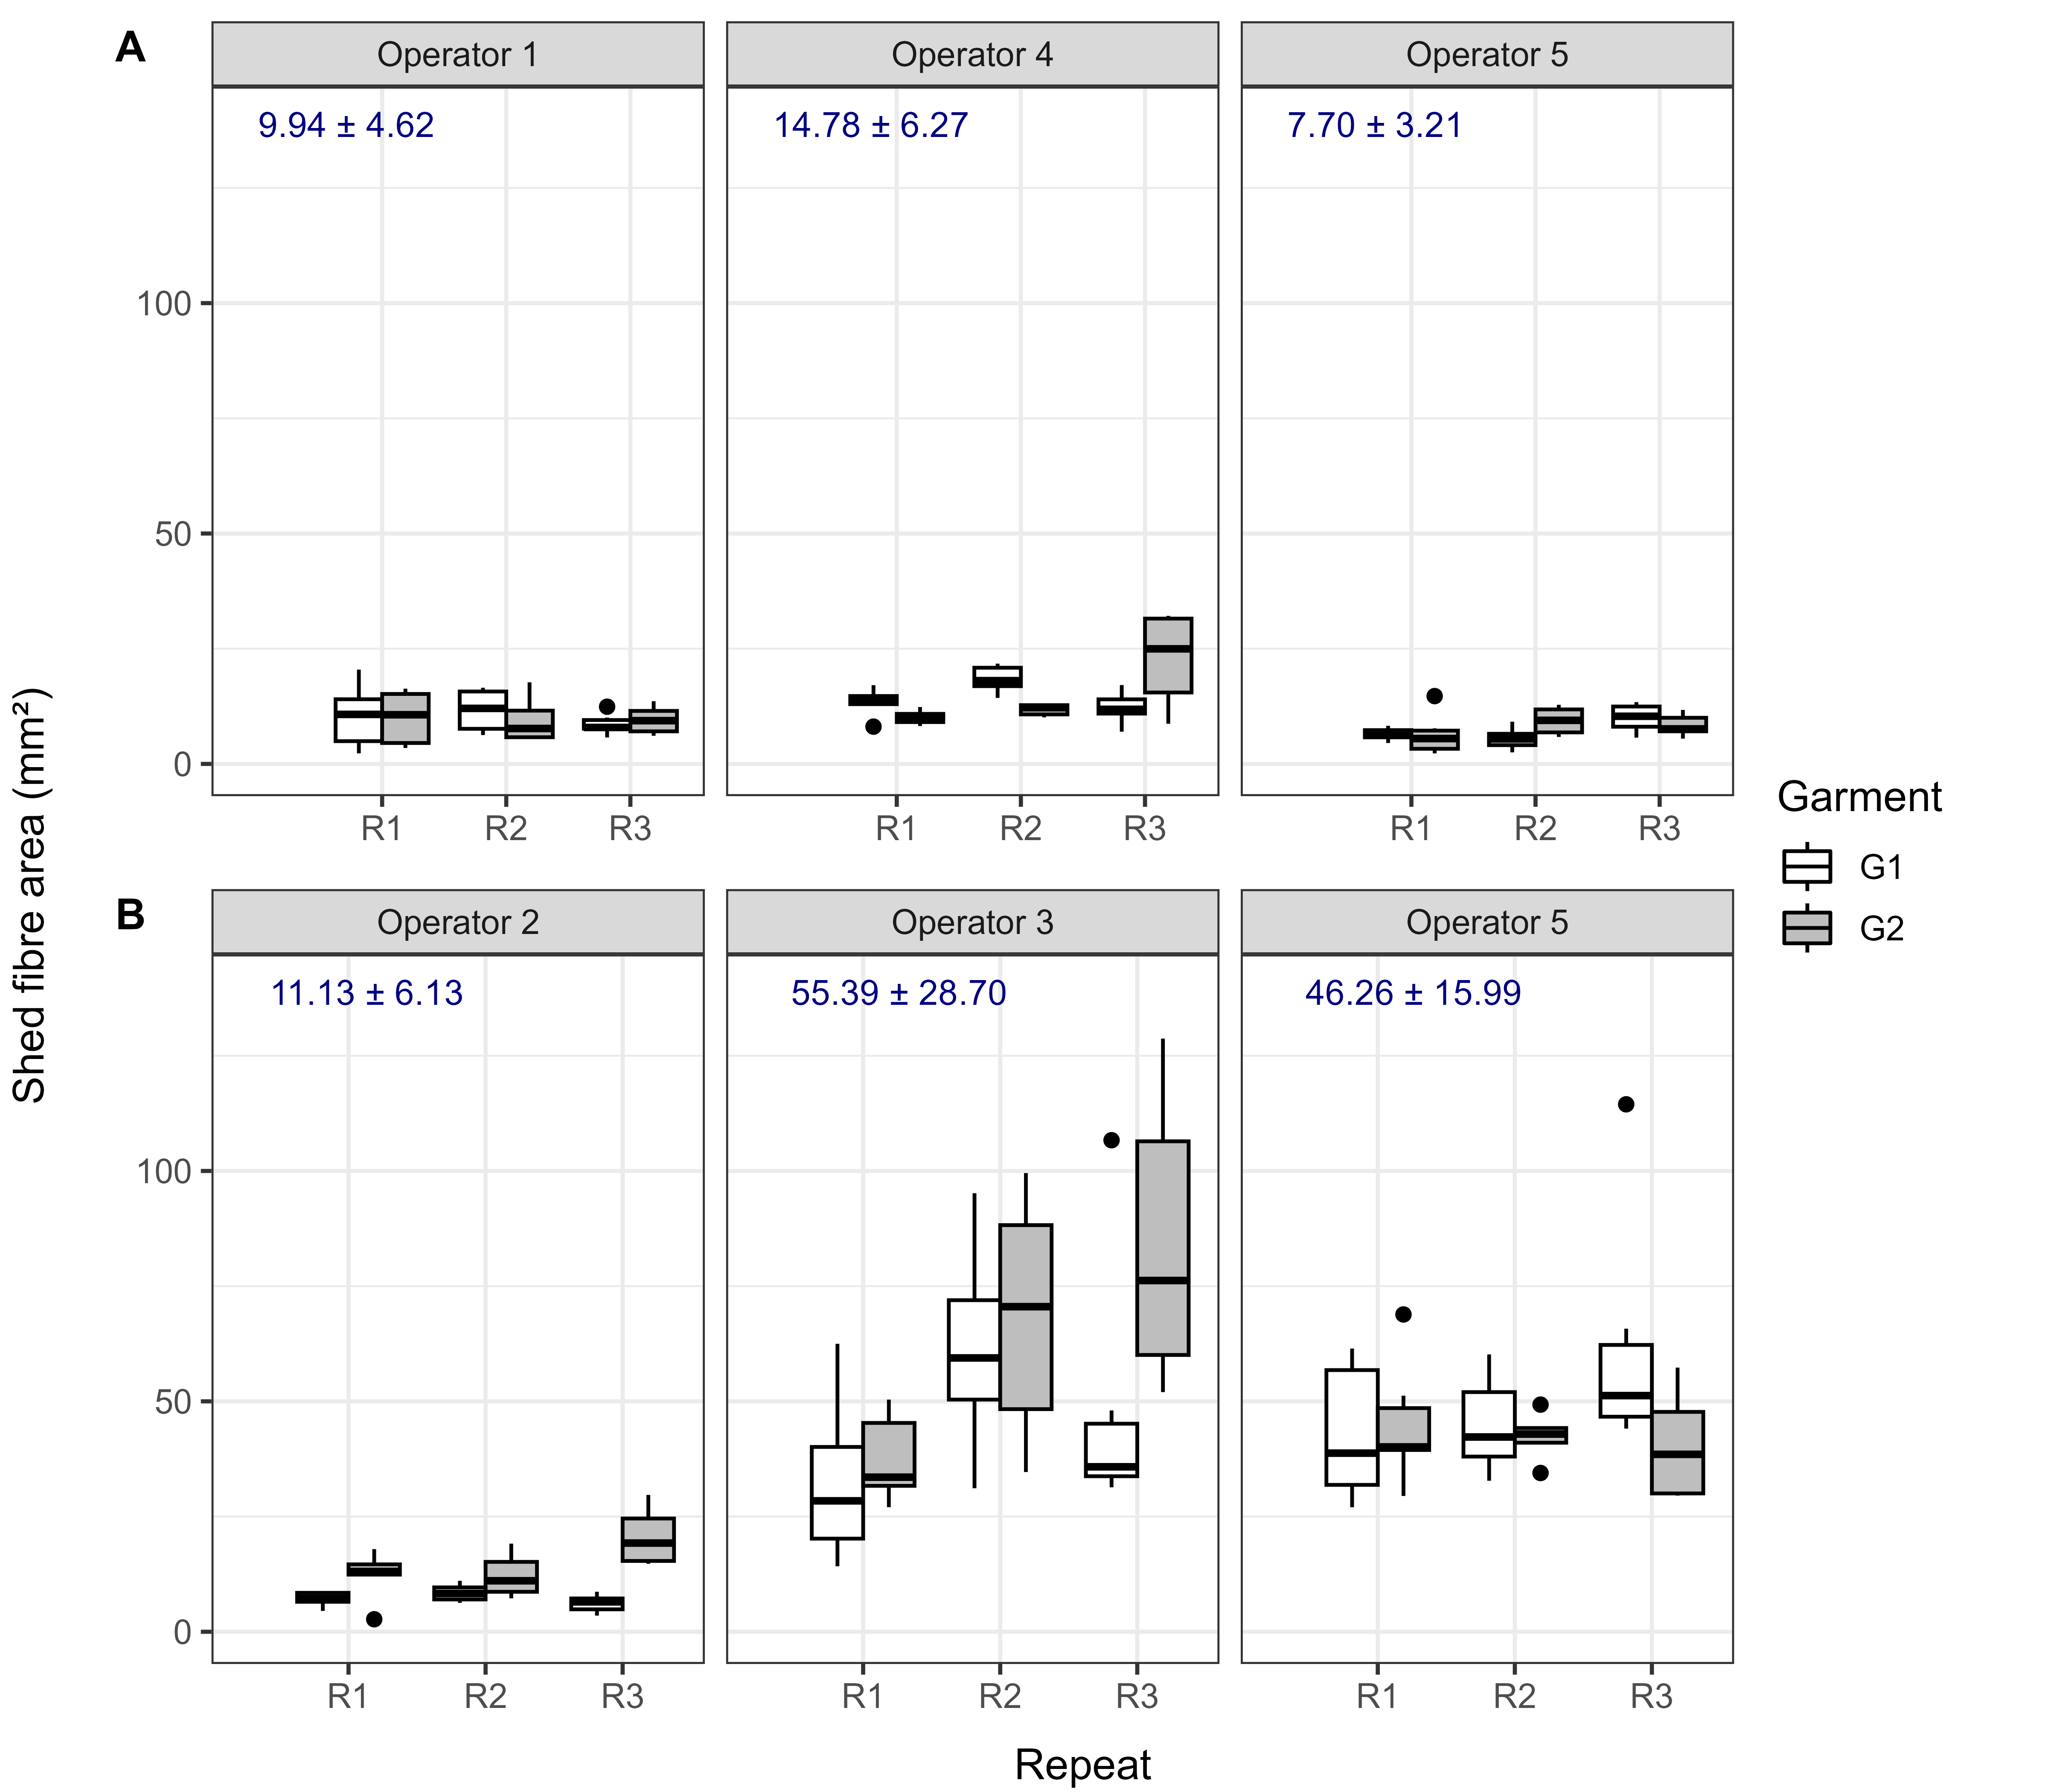 A
Operator 1
Operator 4
Operator 5
9.94 ± 4.62
14.78 ± 6.27
7.70 ± 3.21
100
50
0
R1
R2
R3
R1
R2
R3
R1
R2
R3
Shed fibre area (mm²)
Garment
G1
G2
B
Operator 2
Operator 3
Operator 5
11.13 ± 6.13
55.39 ± 28.70
46.26 ± 15.99
100
50
0
R1
R2
R3
R1
R2
R3
R1
R2
R3
Repeat